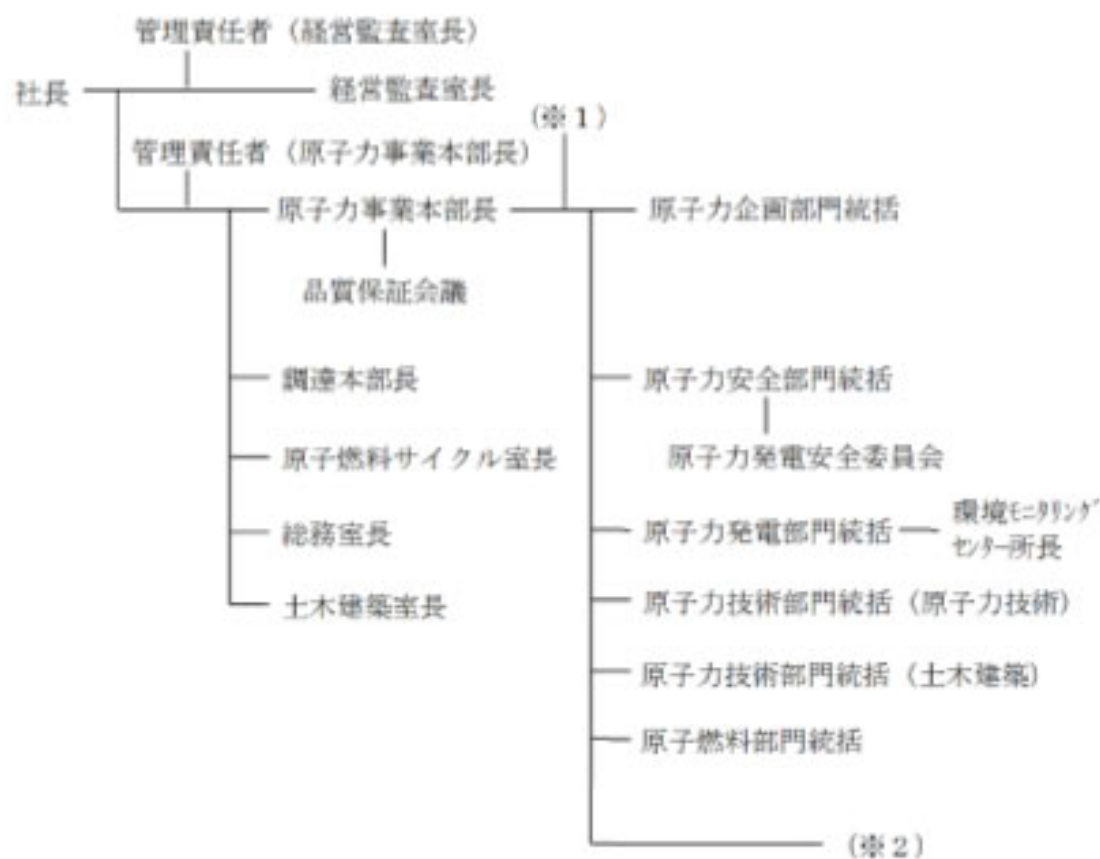 管理責任者（経営監査室長）
社長
経営監査室長
（※１）
管理責任者（原子力事業本部長）
原子力事業本部長
原子力企画部門統括
品質保証会議
調達本部長
原子力安全部門統括
原子燃料サイクル室長
原子力発電安全委員会
総務室長
原子力発電部門統括
環境ﾓﾆﾀﾘﾝｸﾞ
ｾﾝﾀｰ所長
土木建築室長
原子力技術部門統括（原子力技術）
原子力技術部門統括（土木建築）
原子燃料部門統括
（※２）